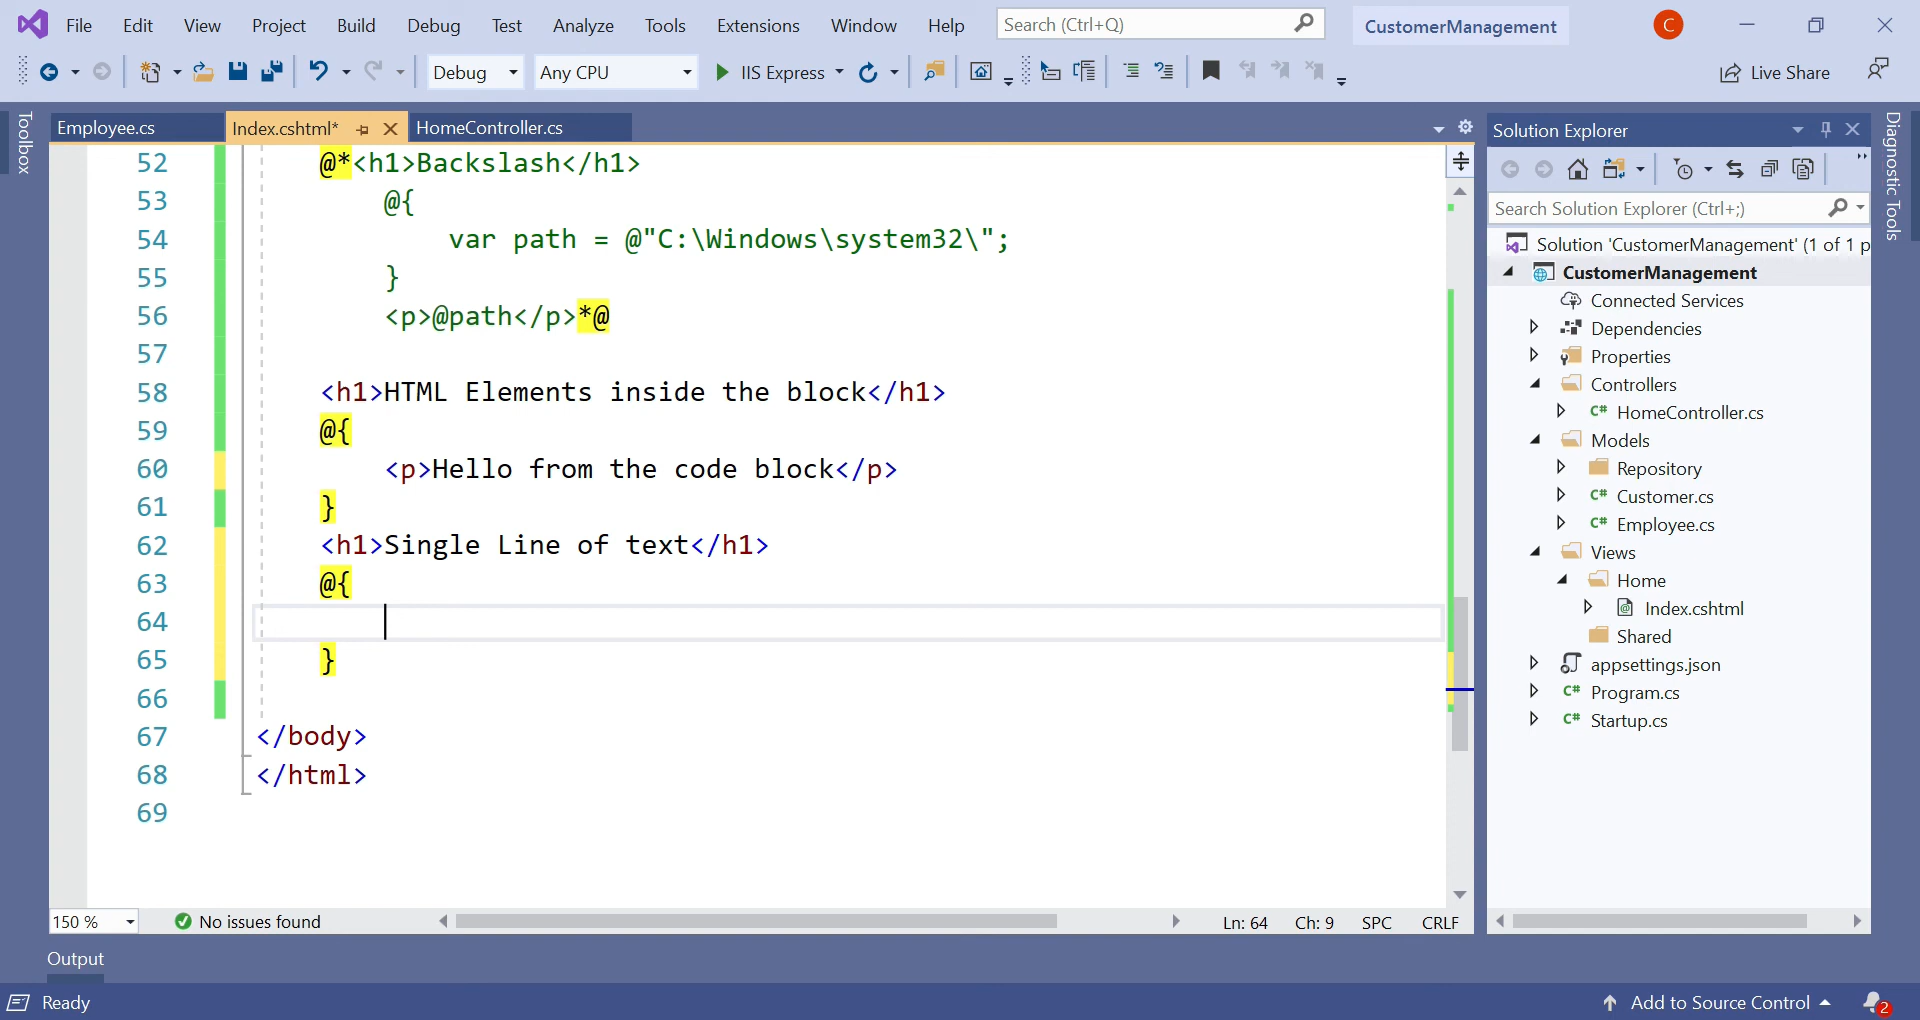 File Edit View Project Build Debug Test Analyze Tools Extensions Window Help Search (Ctrl+Q) CustomerManagement C
Debug Any CPU IIS Express Live Share
Toolbox
Employee.cs Index.cshtml* HomeController.cs
52 @*<h1>Backslash</h1>
53 @{
54 var path = @"C:\Windows\system32\";
55 }
56 <p>@path</p>*@
57
58 <h1>HTML Elements inside the block</h1>
59 @{
60 <p>Hello from the code block</p>
61 }
62 <h1>Single Line of text</h1>
63 @{
64
65 }
66
67 </body>
68 </html>
69
150 % No issues found Ln: 64 Ch: 9 SPC CRLF
Solution Explorer
Search Solution Explorer (Ctrl+;)
Solution 'CustomerManagement' (1 of 1 p
CustomerManagement
Connected Services
Dependencies
Properties
Controllers
C# HomeController.cs
Models
Repository
C# Customer.cs
C# Employee.cs
Views
Home
Index.cshtml
Shared
appsettings.json
C# Program.cs
C# Startup.cs
Diagnostic Tools
Output
Ready Add to Source Control 2